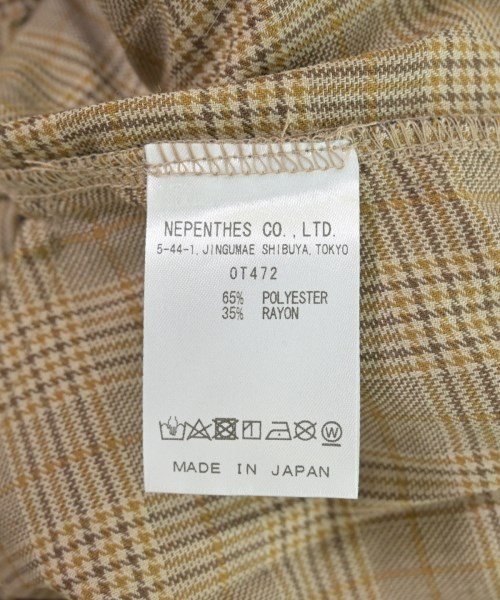 NEPENTHES CO., LTD.
5-44-1, JINGUMAE SHIBUYA, TOKYO
OT472
65% POLYESTER
35% RAYON
W
MADE IN JAPAN